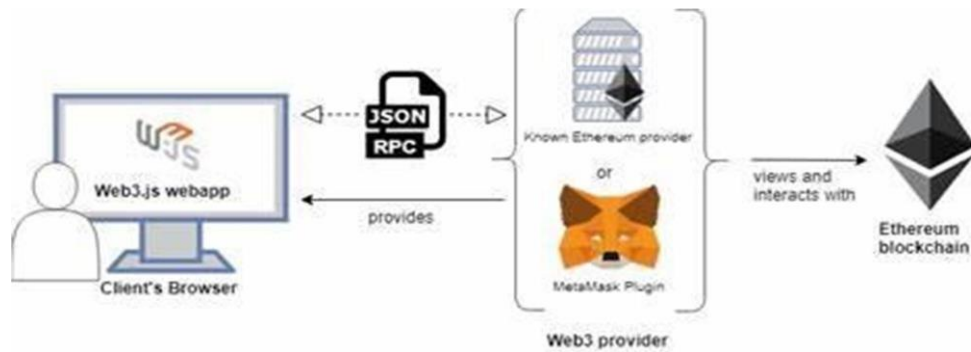 W3JS
Web3.js webapp
Client's Browser
JSON
RPC
provides
Known Ethereum provider
or
MetaMask Plugin
Web3 provider
views and
interacts with
Ethereum
blockchain